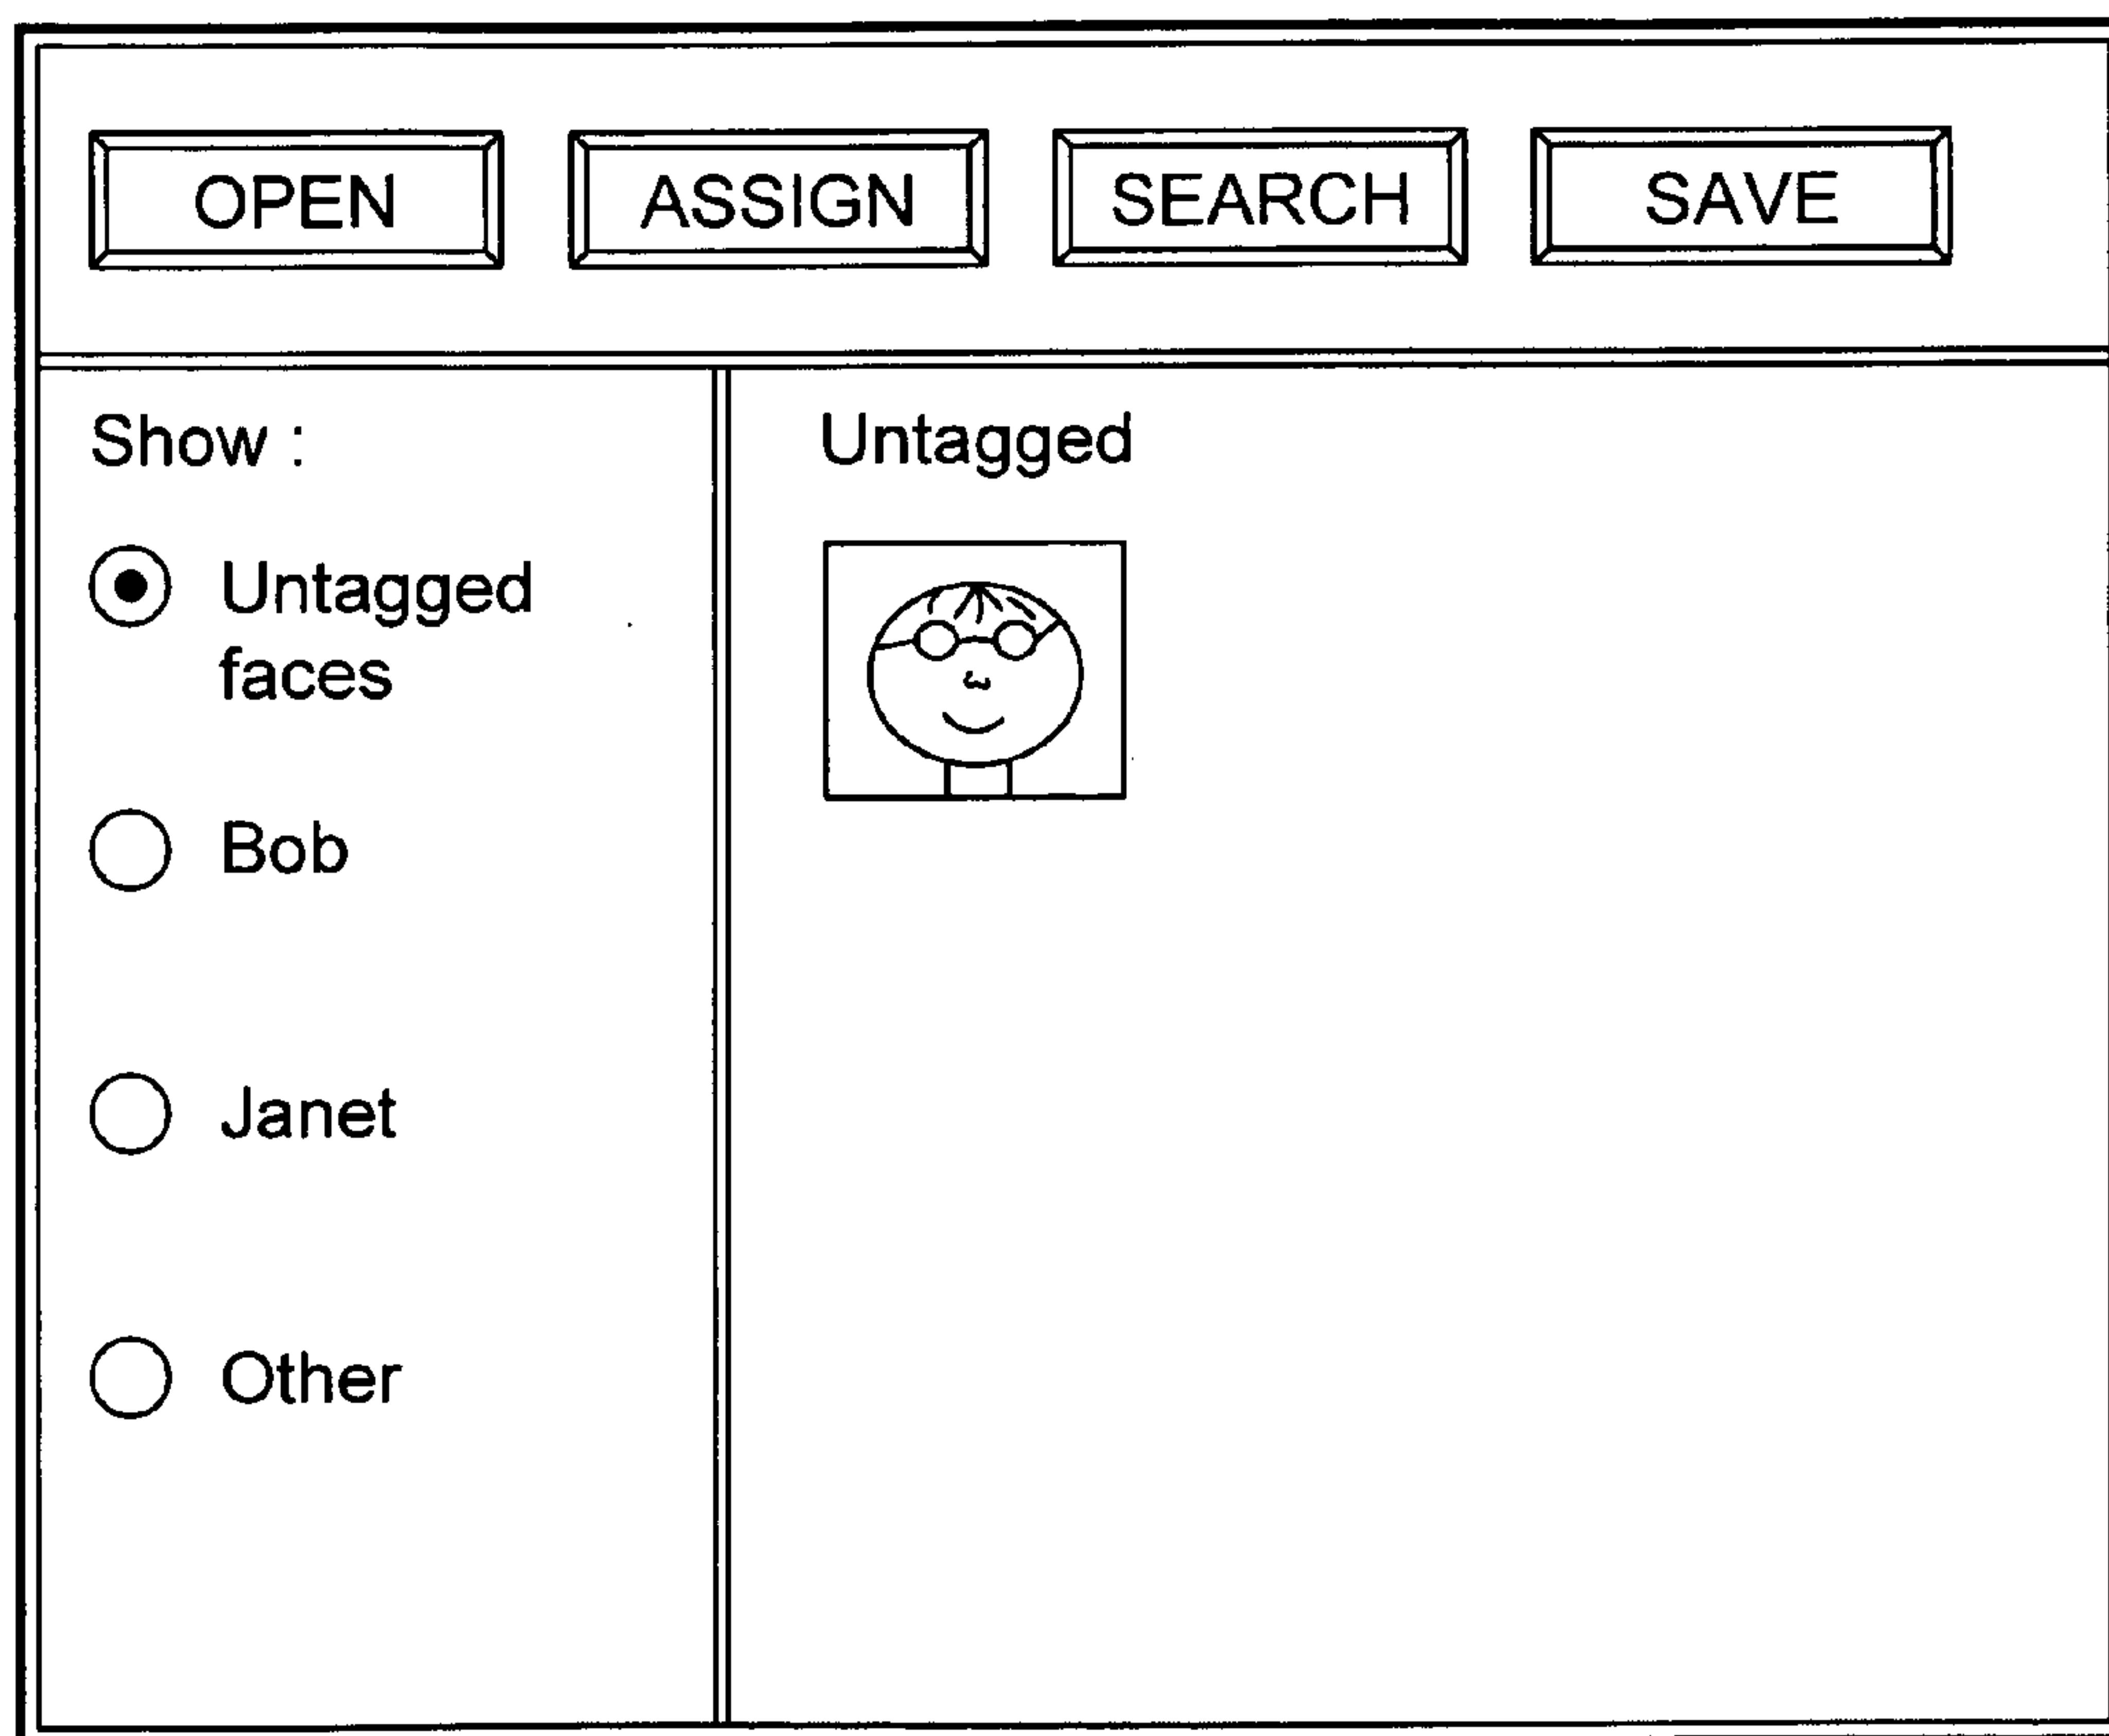 OPEN ASSIGN SEARCH SAVE
Show :
Untagged
faces
Bob
Janet
Other
Untagged